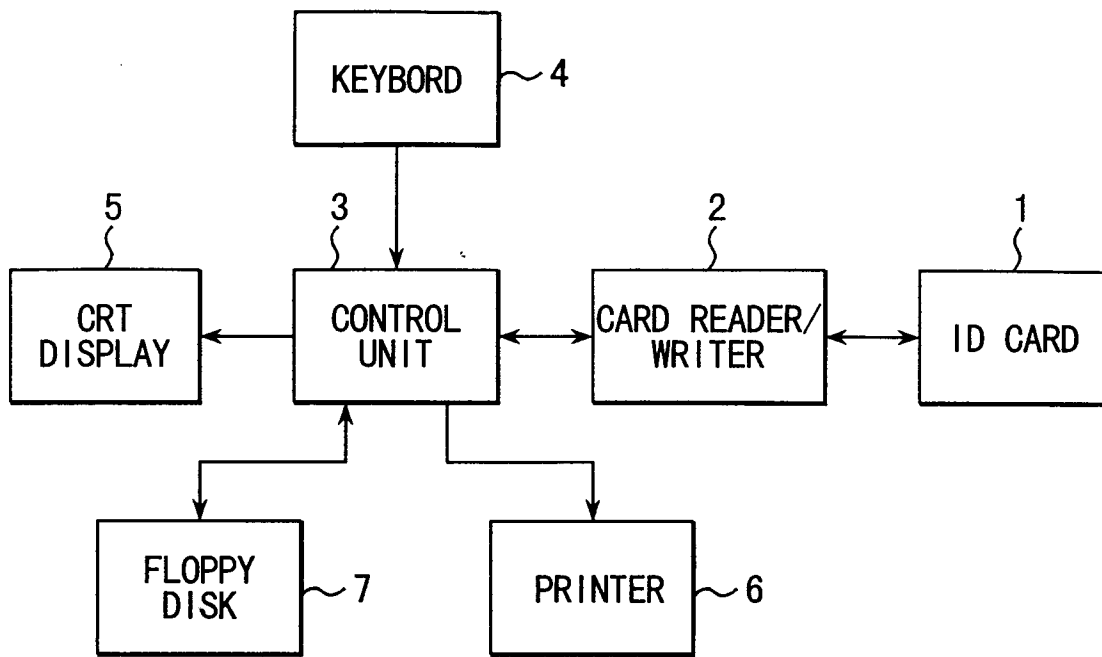 KEYBORD
4
5
3
2
1
CRT
DISPLAY
CONTROL
UNIT
CARD READER/
WRITER
ID CARD
FLOPPY
DISK
7
PRINTER
6